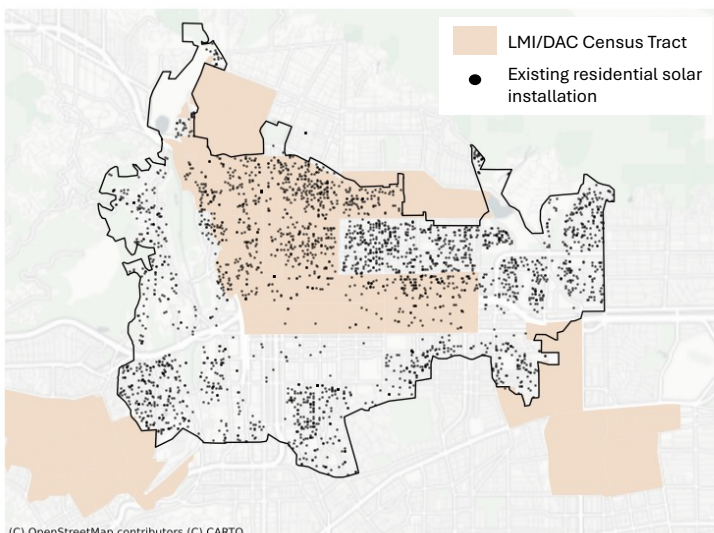 LMI/DAC Census Tract
Existing residential solar
installation
(C) OpenStreetMap contributors (C) CARTO